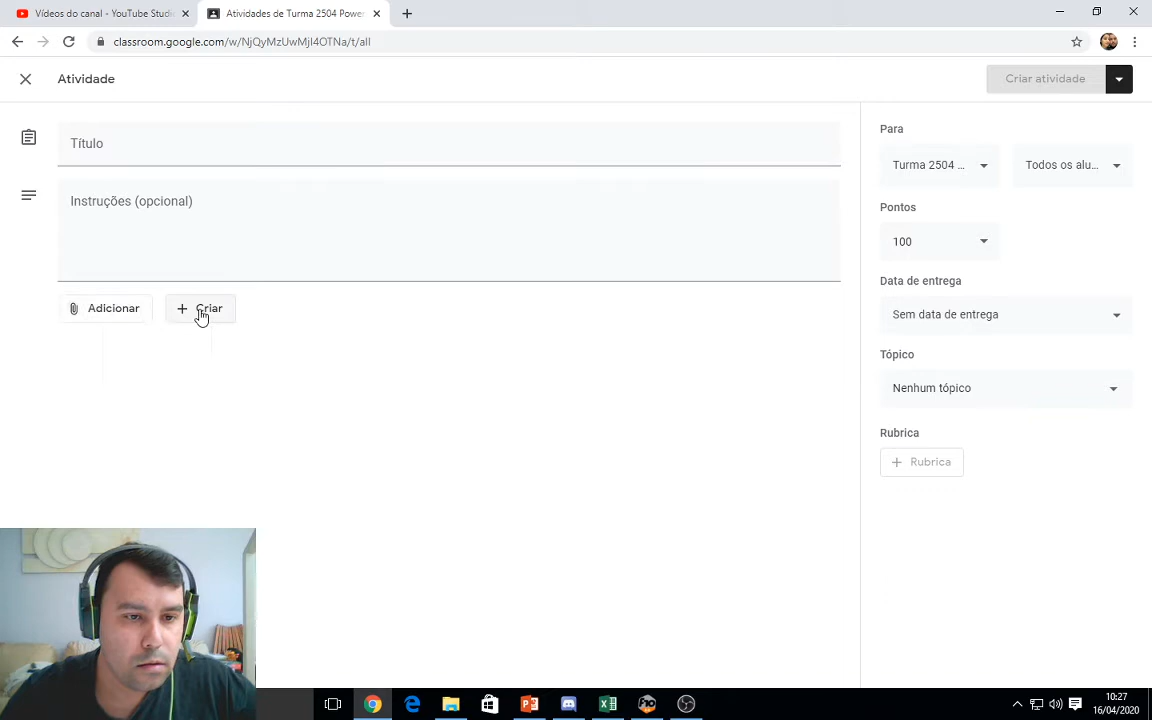 Vídeos do canal - YouTube Studi
Atividades de Turma 2504 Power
classroom.google.com/w/NjQyMzUwMjI4OTNa/t/all
Atividade
Criar atividade
Título
Instruções (opcional)
Adicionar
Criar
Para
Turma 2504 ...
Todos os alu...
Pontos
100
Data de entrega
Sem data de entrega
Tópico
Nenhum tópico
Rubrica
Rubrica
10:27
16/04/2020